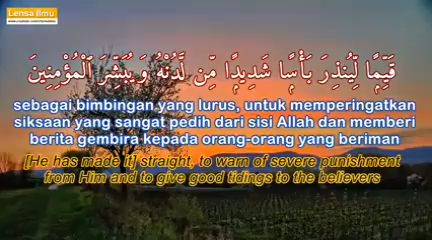 Lensa Ilmu
قَيِّمًا لِّيُنذِرَ بَأْسًا شَدِيدًا مِّن لَّدُنْهُ وَيُبَشِّرَ الْمُؤْمِنِينَ
sebagai bimbingan yang lurus, untuk memperingatkan
siksaan yang sangat pedih dari sisi Allah dan memberi
berita gembira kepada orang-orang yang beriman
[He has made it] straight, to warn of severe punishment
from Him and to give good tidings to the believers